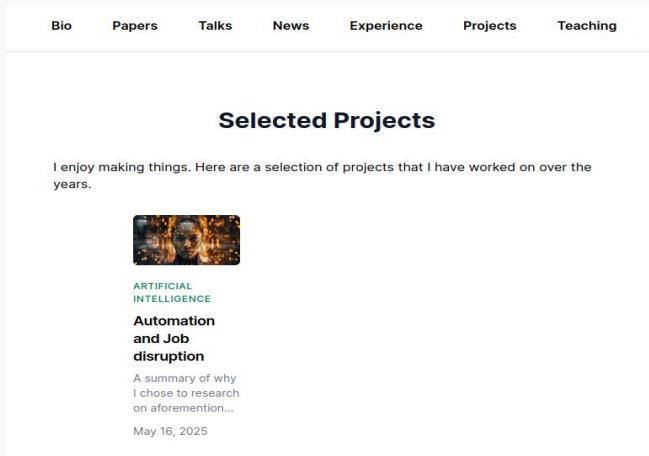 Bio Papers Talks News Experience Projects Teaching
Selected Projects
I enjoy making things. Here are a selection of projects that I have worked on over the
years.
ARTIFICIAL
INTELLIGENCE
Automation
and Job
disruption
A summary of why
I chose to research
on aforemention...
May 16, 2025